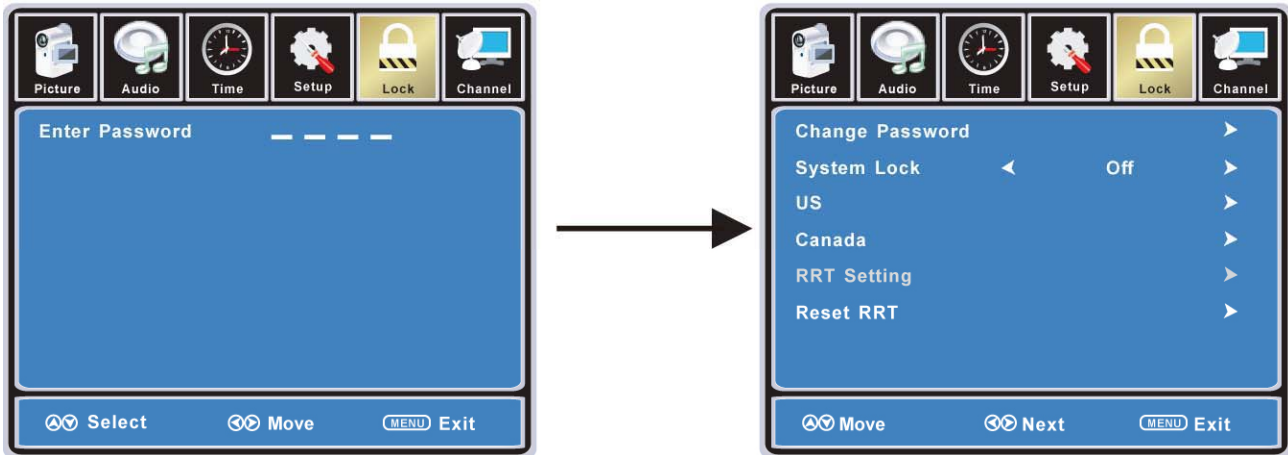 Picture Audio Time Setup Lock Channel
Enter Password _ _ _ _
Select Move MENU Exit
Picture Audio Time Setup Lock Channel
Change Password
System Lock Off
US
Canada
RRT Setting
Reset RRT
Move Next MENU Exit